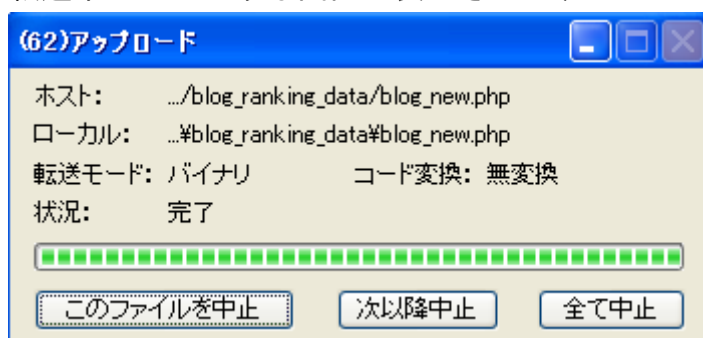 (62)アップロード
ホスト: .../blog_ranking_data/blog_new.php
ローカル: ...¥blog_ranking_data¥blog_new.php
転送モード: バイナリ コード変換: 無変換
状況: 完了
このファイルを中止 次以降中止 全て中止